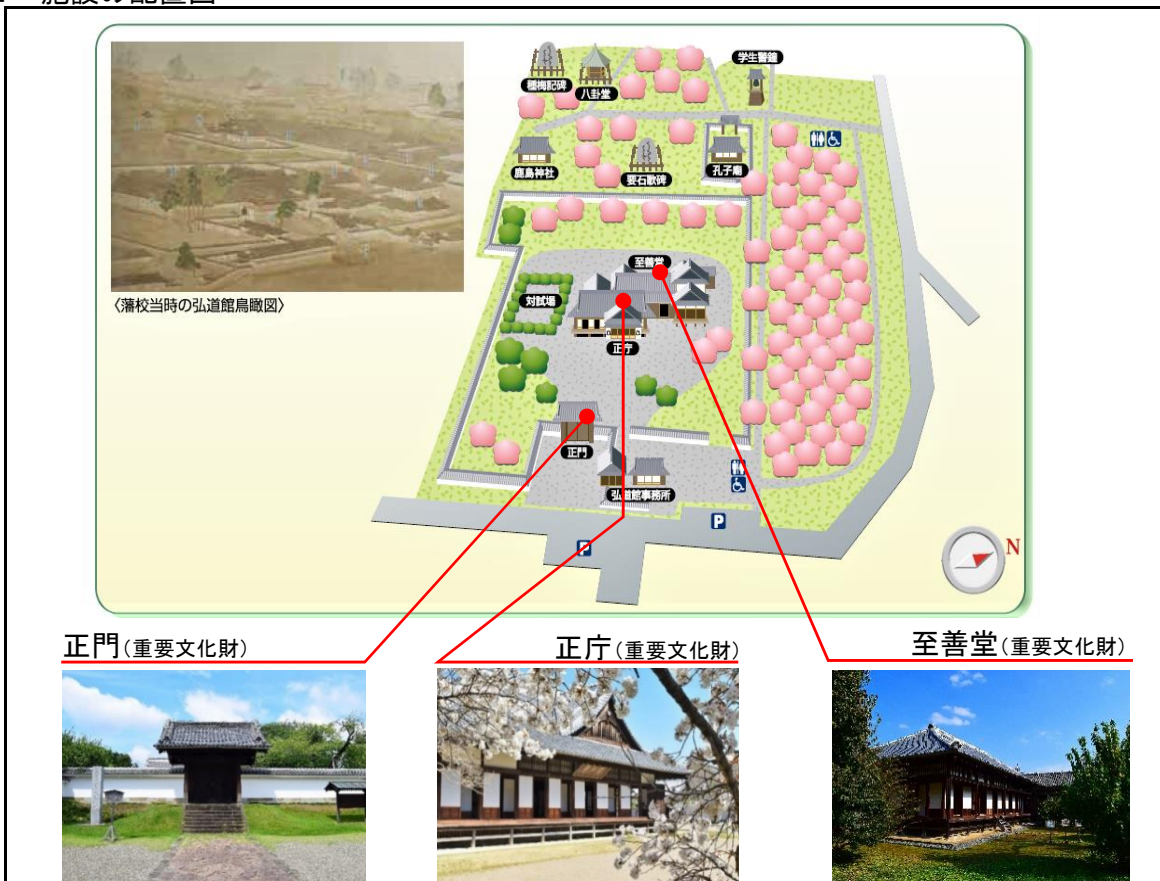 施設の配置図
種梅記碑
八卦堂
学生警鐘
鹿島神社
要石歌碑
孔子廟
至善堂
対試場
正庁
正門
弘道館事務所
P
P
N
〈藩校当時の弘道館鳥瞰図〉
正門(重要文化財)
正庁(重要文化財)
至善堂(重要文化財)